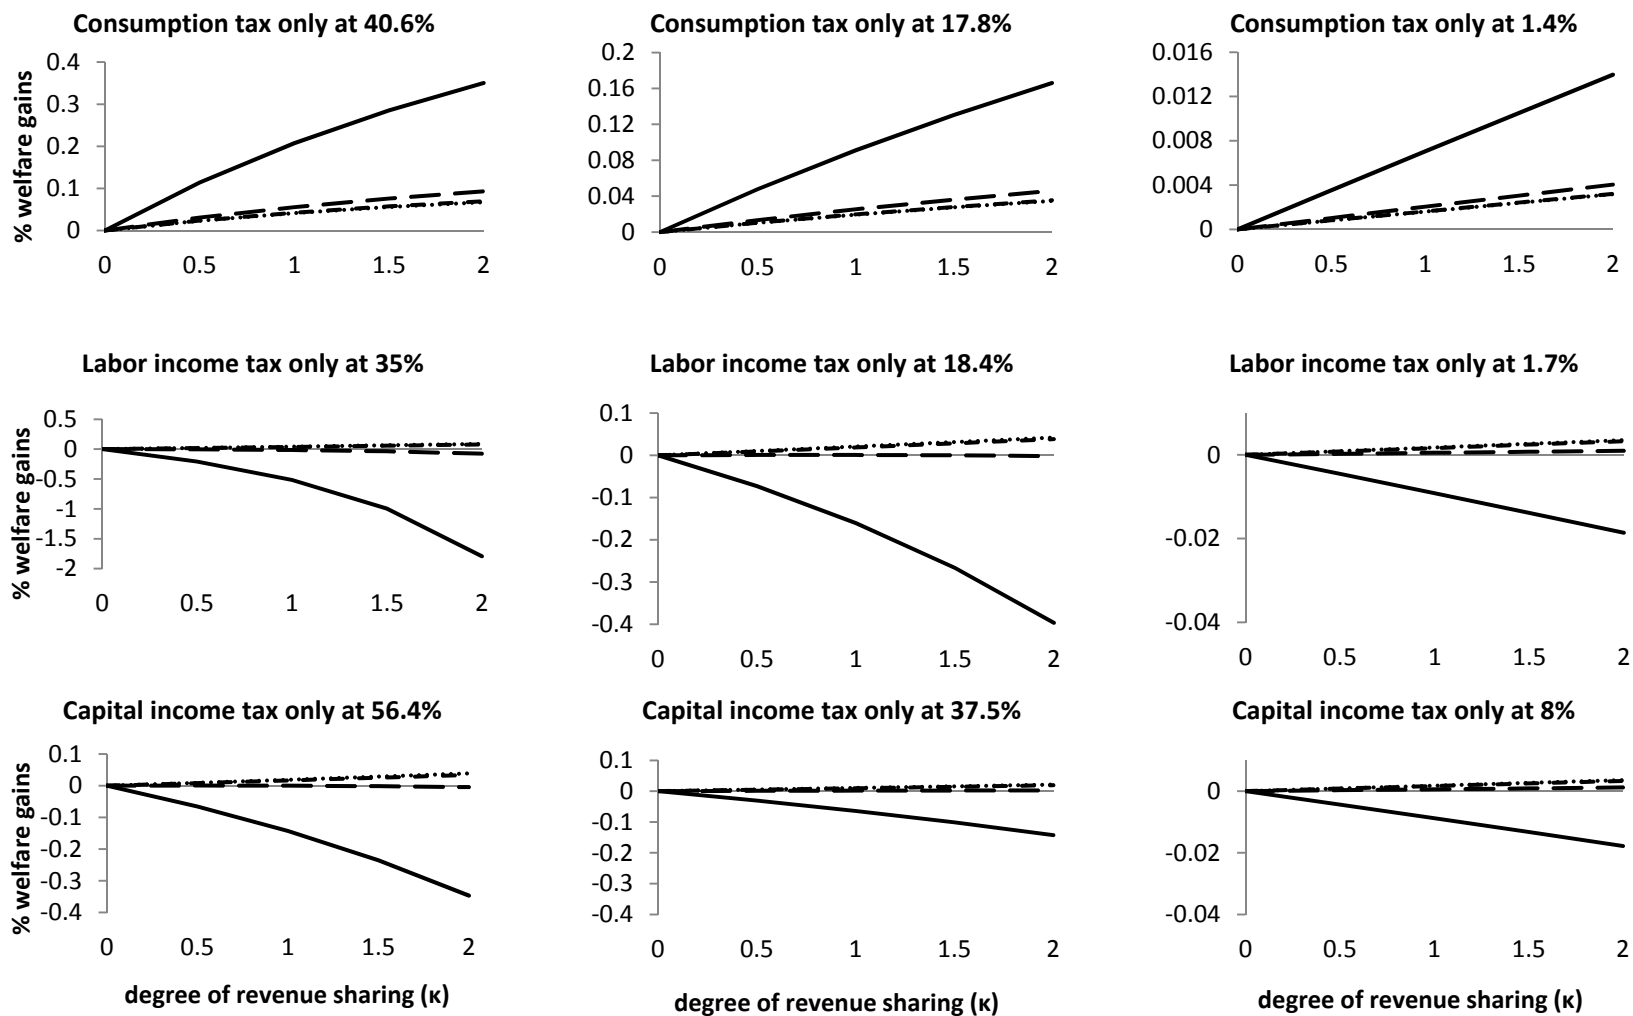 Consumption tax only at 40.6%
Consumption tax only at 17.8%
Consumption tax only at 1.4%
% welfare gains
0.4
0.3
0.2
0.1
0
0 0.5 1 1.5 2
0.2
0.16
0.12
0.08
0.04
0
0 0.5 1 1.5 2
0.016
0.012
0.008
0.004
0
0 0.5 1 1.5 2
Labor income tax only at 35%
Labor income tax only at 18.4%
Labor income tax only at 1.7%
% welfare gains
0.5
0
-0.5
-1
-1.5
-2
0 0.5 1 1.5 2
0.1
0
-0.1
-0.2
-0.3
-0.4
0 0.5 1 1.5 2
0
-0.02
-0.04
0 0.5 1 1.5 2
Capital income tax only at 56.4%
Capital income tax only at 37.5%
Capital income tax only at 8%
% welfare gains
0.1
0
-0.1
-0.2
-0.3
-0.4
0 0.5 1 1.5 2
degree of revenue sharing (κ)
0.1
0
-0.1
-0.2
-0.3
-0.4
0 0.5 1 1.5 2
degree of revenue sharing (κ)
0
-0.02
-0.04
0 0.5 1 1.5 2
degree of revenue sharing (κ)